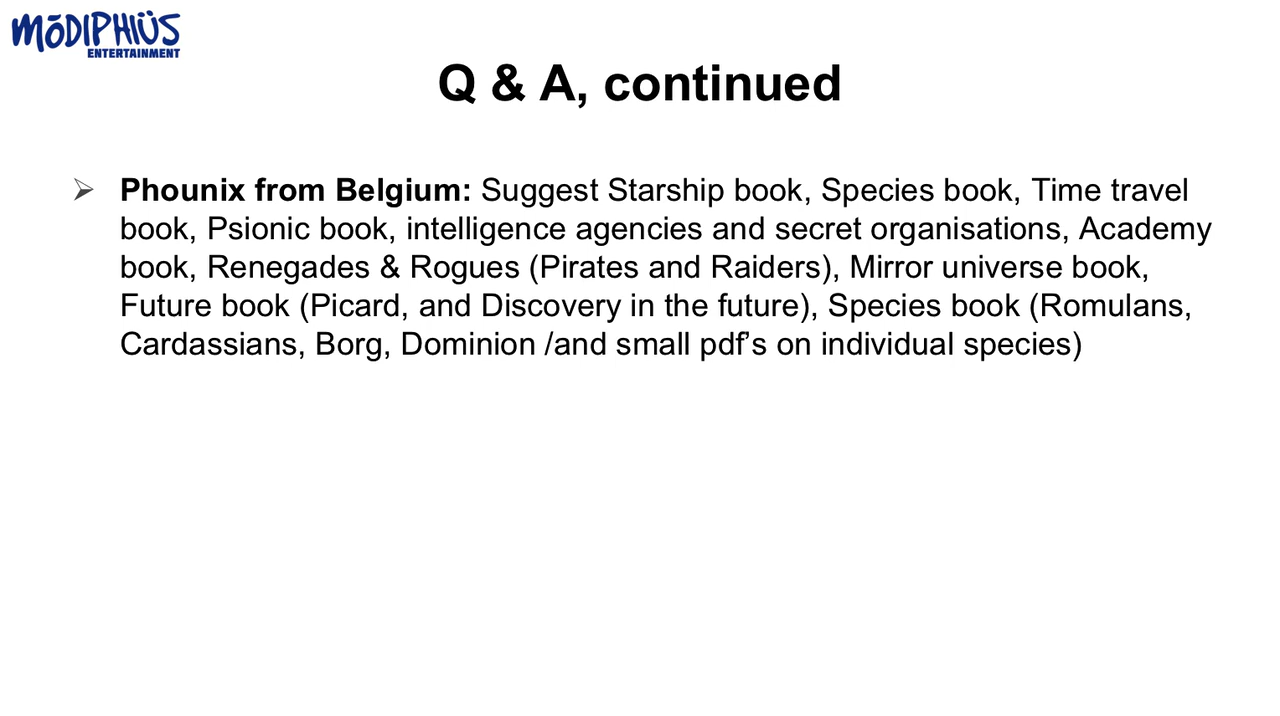 MōDIPHIÜS
ENTERTAINMENT
Q & A, continued
➢ Phounix from Belgium: Suggest Starship book, Species book, Time travel
book, Psionic book, intelligence agencies and secret organisations, Academy
book, Renegades & Rogues (Pirates and Raiders), Mirror universe book,
Future book (Picard, and Discovery in the future), Species book (Romulans,
Cardassians, Borg, Dominion /and small pdf’s on individual species)